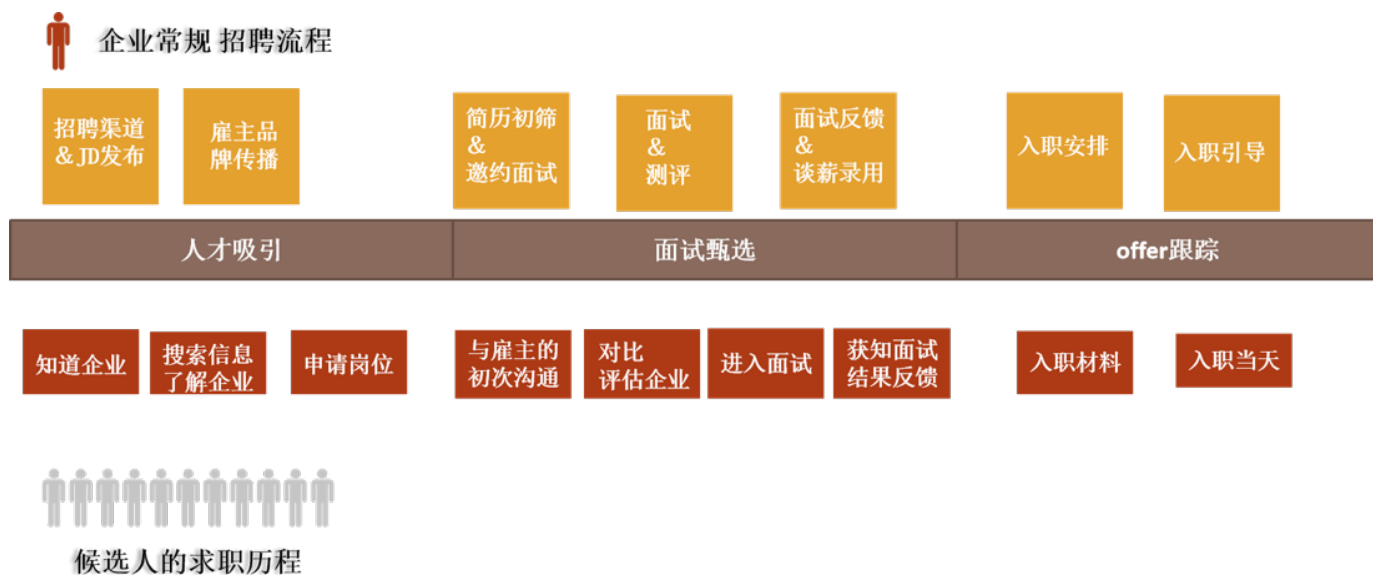 企业常规 招聘流程
招聘渠道
&JD发布
雇主品
牌传播
简历初筛
&
邀约面试
面试
&
测评
面试反馈
&
谈薪录用
入职安排
入职引导
人才吸引
面试甄选
offer跟踪
知道企业
搜索信息
了解企业
申请岗位
与雇主的
初次沟通
对比
评估企业
进入面试
获知面试
结果反馈
入职材料
入职当天
候选人的求职历程